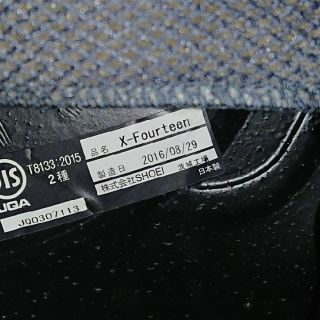 JIS
T8133:2015
2種
JQA
JQ0307113
品名 X-Fourteen
製造日 2016/08/29
株式会社SHOEI 茨城工場 日本製